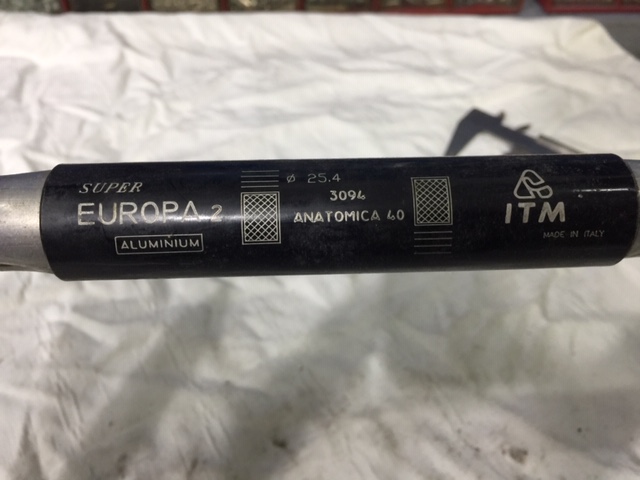 SUPER
EUROPA 2
ALUMINIUM
ø 25.4
3094
ANATOMICA 40
ITM
MADE IN ITALY